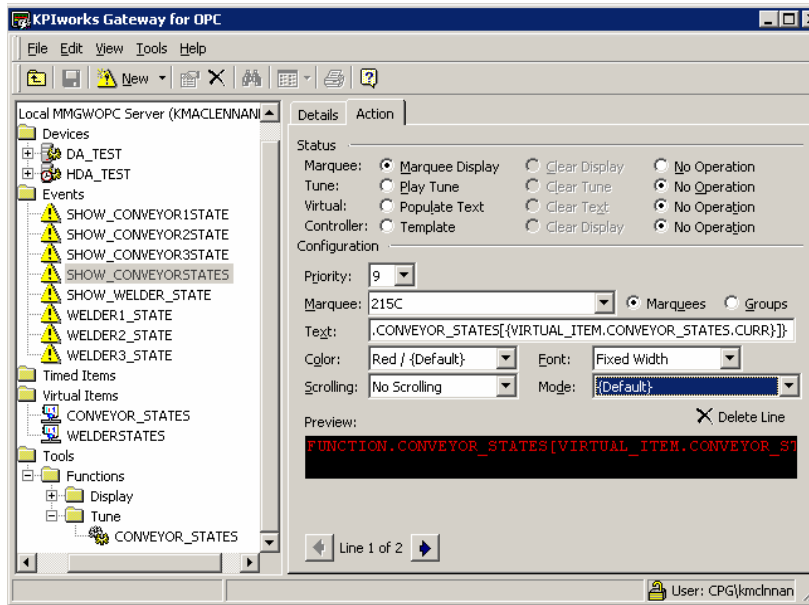 KPIworks Gateway for OPC
File Edit View Tools Help
New
Local MMGWOPC Server (KMACLENNAN
Devices
DA_TEST
HDA_TEST
Events
SHOW_CONVEYOR1STATE
SHOW_CONVEYOR2STATE
SHOW_CONVEYOR3STATE
SHOW_CONVEYORSTATES
SHOW_WELDER_STATE
WELDER1_STATE
WELDER2_STATE
WELDER3_STATE
Timed Items
Virtual Items
CONVEYOR_STATES
WELDERSTATES
Tools
Functions
Display
Tune
CONVEYOR_STATES
Details Action
Status
Marquee: Marquee Display Clear Display No Operation
Tune: Play Tune Clear Tune No Operation
Virtual: Populate Text Clear Text No Operation
Controller: Template Clear Display No Operation
Configuration
Priority: 9
Marquee: 215C Marquees Groups
Text: .CONVEYOR_STATES[{VIRTUAL_ITEM.CONVEYOR_STATES.CURR}]}
Color: Red / {Default} Font: Fixed Width
Scrolling: No Scrolling Mode: {Default}
Preview: Delete Line
FUNCTION.CONVEYOR_STATES[VIRTUAL_ITEM.CONVEYOR_ST
Line 1 of 2
User: CPG\kmclnnan